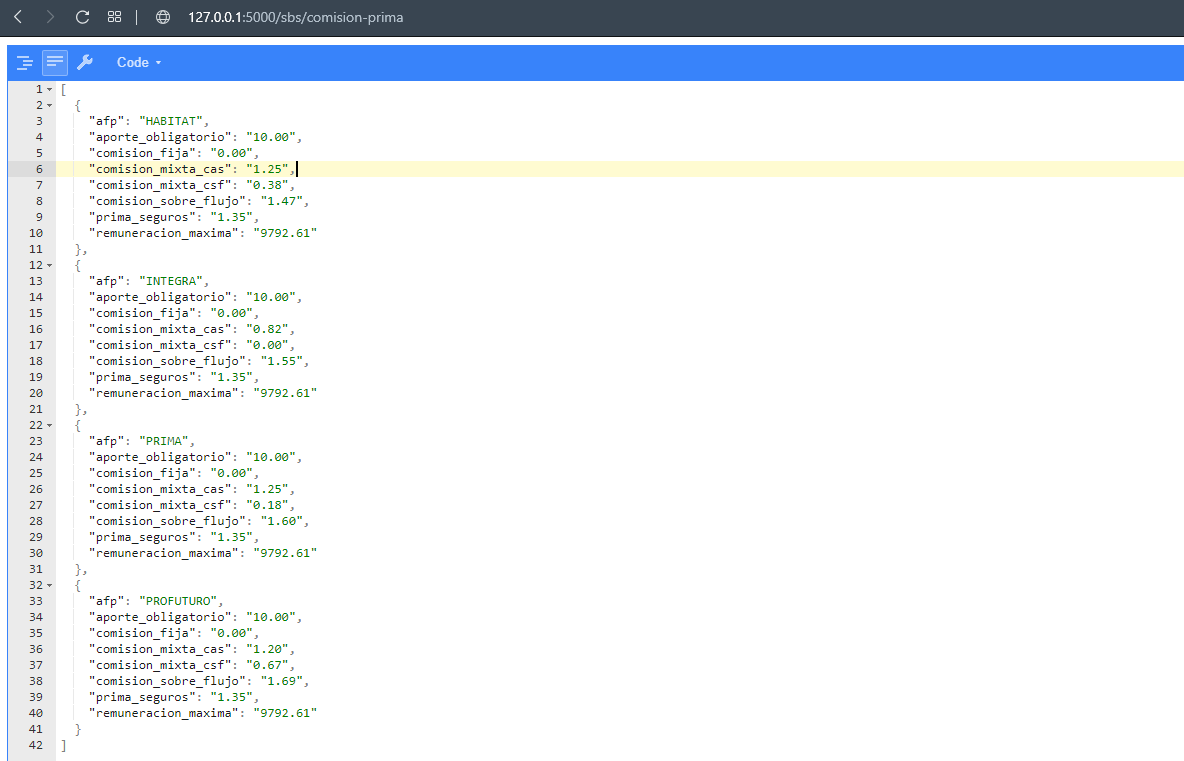 127.0.0.1:5000/sbs/comision-prima
Code
1 [
2 {
3 "afp": "HABITAT",
4 "aporte_obligatorio": "10.00",
5 "comision_fija": "0.00",
6 "comision_mixta_cas": "1.25",
7 "comision_mixta_csf": "0.38",
8 "comision_sobre_flujo": "1.47",
9 "prima_seguros": "1.35",
10 "remuneracion_maxima": "9792.61"
11 },
12 {
13 "afp": "INTEGRA",
14 "aporte_obligatorio": "10.00",
15 "comision_fija": "0.00",
16 "comision_mixta_cas": "0.82",
17 "comision_mixta_csf": "0.00",
18 "comision_sobre_flujo": "1.55",
19 "prima_seguros": "1.35",
20 "remuneracion_maxima": "9792.61"
21 },
22 {
23 "afp": "PRIMA",
24 "aporte_obligatorio": "10.00",
25 "comision_fija": "0.00",
26 "comision_mixta_cas": "1.25",
27 "comision_mixta_csf": "0.18",
28 "comision_sobre_flujo": "1.60",
29 "prima_seguros": "1.35",
30 "remuneracion_maxima": "9792.61"
31 },
32 {
33 "afp": "PROFUTURO",
34 "aporte_obligatorio": "10.00",
35 "comision_fija": "0.00",
36 "comision_mixta_cas": "1.20",
37 "comision_mixta_csf": "0.67",
38 "comision_sobre_flujo": "1.69",
39 "prima_seguros": "1.35",
40 "remuneracion_maxima": "9792.61"
41 }
42 ]